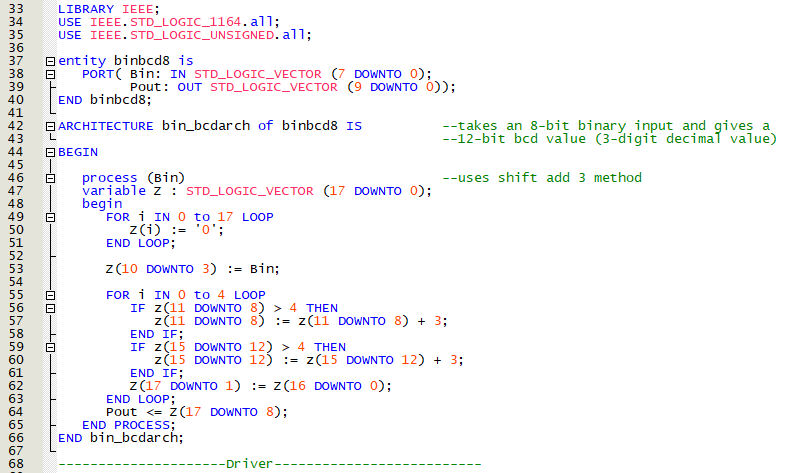 33 LIBRARY IEEE;
34 USE IEEE.STD_LOGIC_1164.all;
35 USE IEEE.STD_LOGIC_UNSIGNED.all;
36
37 entity binbcd8 is
38 PORT( Bin: IN STD_LOGIC_VECTOR (7 DOWNTO 0);
39 Pout: OUT STD_LOGIC_VECTOR (9 DOWNTO 0));
40 END binbcd8;
41
42 ARCHITECTURE bin_bcdarch of binbcd8 IS --takes an 8-bit binary input and gives a
43 --12-bit bcd value (3-digit decimal value)
44 BEGIN
45
46 process (Bin) --uses shift add 3 method
47 variable Z : STD_LOGIC_VECTOR (17 DOWNTO 0);
48 begin
49 FOR i IN 0 to 17 LOOP
50 Z(i) := '0';
51 END LOOP;
52
53 Z(10 DOWNTO 3) := Bin;
54
55 FOR i IN 0 to 4 LOOP
56 IF z(11 DOWNTO 8) > 4 THEN
57 z(11 DOWNTO 8) := z(11 DOWNTO 8) + 3;
58 END IF;
59 IF z(15 DOWNTO 12) > 4 THEN
60 z(15 DOWNTO 12) := z(15 DOWNTO 12) + 3;
61 END IF;
62 Z(17 DOWNTO 1) := Z(16 DOWNTO 0);
63 END LOOP;
64 Pout <= Z(17 DOWNTO 8);
65 END PROCESS;
66 END bin_bcdarch;
67
68 ---------------------Driver--------------------------